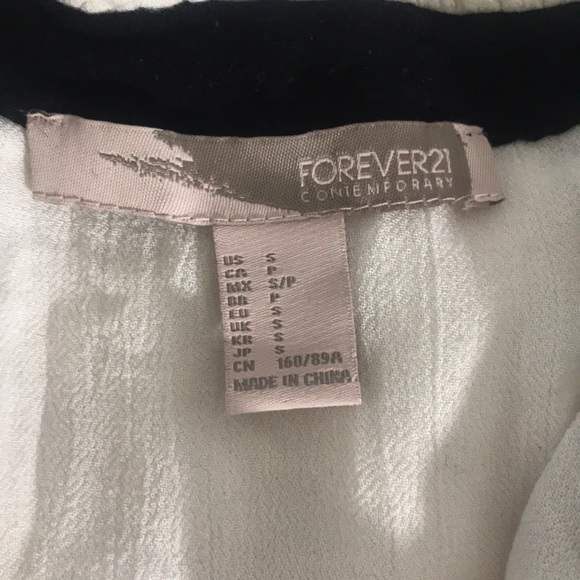 FOREVER21
CONTEMPORARY
US S
CA P
MX S/P
BR P
EU S
UK S
KR S
JP S
CN 160/89A
MADE IN CHINA